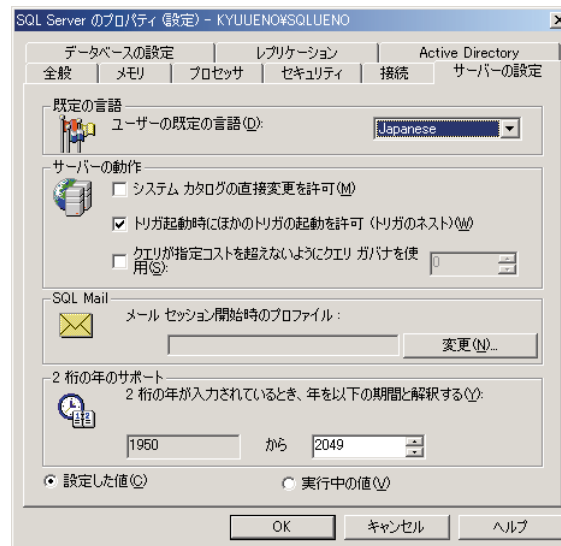 SQL Server のプロパティ (設定) - KYUUENO¥SQLUENO
データベースの設定 レプリケーション Active Directory
全般 メモリ プロセッサ セキュリティ 接続 サーバーの設定
既定の言語
ユーザーの既定の言語(D): Japanese
サーバーの動作
システム カタログの直接変更を許可(M)
トリガ起動時にほかのトリガの起動を許可 (トリガのネスト)(W)
クエリが指定コストを超えないようにクエリ ガバナを使 0
用(S):
SQL Mail
メール セッション開始時のプロファイル :
変更(N)...
2 桁の年のサポート
2 桁の年が入力されているとき、年を以下の期間と解釈する(Y):
1950 から 2049
設定した値(C) 実行中の値(V)
OK キャンセル ヘルプ